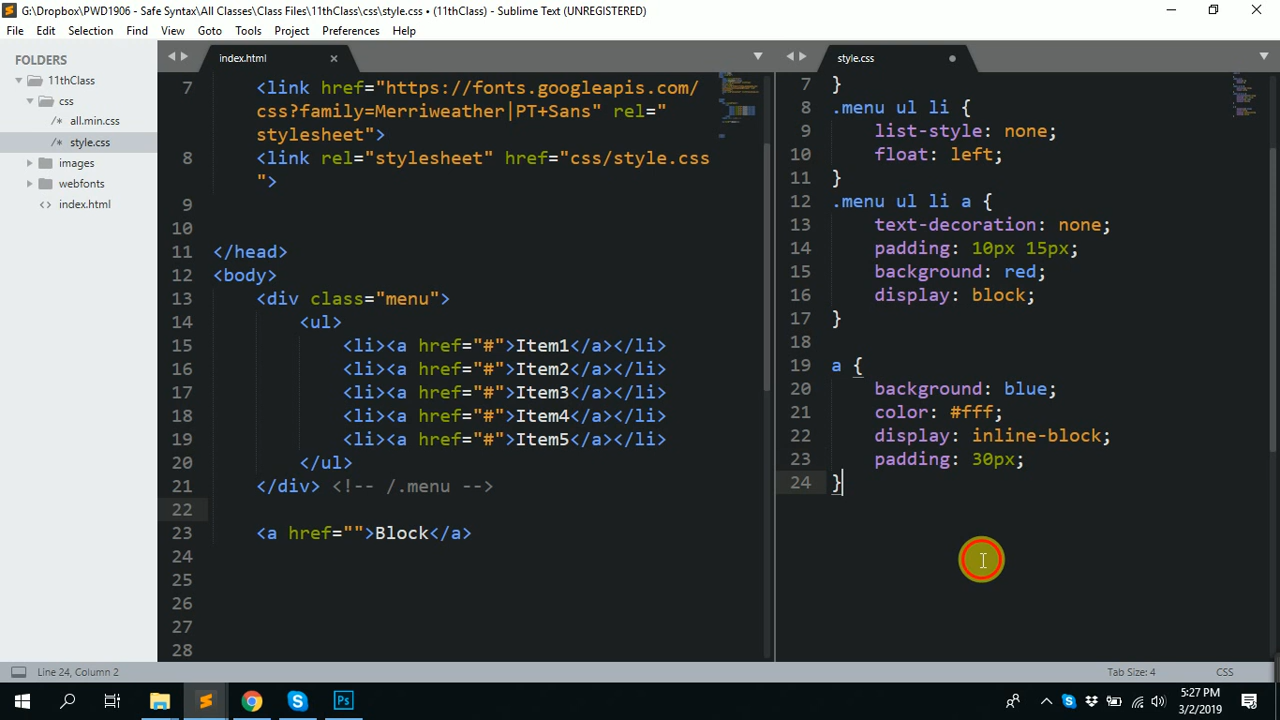 G:\Dropbox\PWD1906 - Safe Syntax\All Classes\Class Files\11thClass\css\style.css • (11thClass) - Sublime Text (UNREGISTERED)
File Edit Selection Find View Goto Tools Project Preferences Help
FOLDERS
11thClass
css
/* all.min.css
/* style.css
images
webfonts
<> index.html
index.html
7 <link href="https://fonts.googleapis.com/
css?family=Merriweather|PT+Sans" rel="
stylesheet">
8 <link rel="stylesheet" href="css/style.css
">
9
10
11 </head>
12 <body>
13 <div class="menu">
14 <ul>
15 <li><a href="#">Item1</a></li>
16 <li><a href="#">Item2</a></li>
17 <li><a href="#">Item3</a></li>
18 <li><a href="#">Item4</a></li>
19 <li><a href="#">Item5</a></li>
20 </ul>
21 </div> <!-- /.menu -->
22
23 <a href="">Block</a>
24
25
26
27
28
style.css
7 }
8 .menu ul li {
9 list-style: none;
10 float: left;
11 }
12 .menu ul li a {
13 text-decoration: none;
14 padding: 10px 15px;
15 background: red;
16 display: block;
17 }
18
19 a {
20 background: blue;
21 color: #fff;
22 display: inline-block;
23 padding: 30px;
24 }
Line 24, Column 2
Tab Size: 4
CSS
5:27 PM
3/2/2019